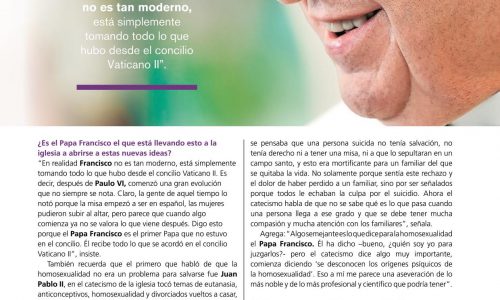 no es tan moderno,
está simplemente
tomando todo lo que
hubo desde el concilio
Vaticano II”.
¿Es el Papa Francisco el que está llevando esto a la
iglesia a abrirse a estas nuevas ideas?
“En realidad Francisco no es tan moderno, está simplemente
tomando todo lo que hubo desde el concilio Vaticano II. Es
decir, después de Paulo VI, comenzó una gran evolución
que no siempre se nota. Claro, la gente de aquel tiempo lo
notó porque la misa empezó a ser en español, las mujeres
pudieron subir al altar, pero parece que cuando algo
comienza ya no se valora lo que viene después. Digo esto
porque el Papa Francisco es el primer Papa que no estuvo
en el concilio. Él recibe todo lo que se acordó en el concilio
Vaticano II”, insiste.
También recuerda que el primero que habló de que la
homosexualidad no era un problema para salvarse fue Juan
Pablo II, en el catecismo de la iglesia tocó temas de eutanasia,
anticonceptivos, homosexualidad y divorciados vueltos a casar,
se pensaba que una persona suicida no tenía salvación, no
tenía derecho ni a tener una misa, ni a que lo sepultaran en un
campo santo, y esto era mortificante para un familiar del que
se quitaba la vida. No solamente porque sentía este rechazo y
el dolor de haber perdido a un familiar, sino por ser señalados
porque todos le echaban la culpa por el suicidio. Ahora el
catecismo habla de que no se sabe qué es lo que pasa cuando
una persona llega a ese grado y que se debe tener mucha
compasión y mucha atención con los familiares”, señala.
Agrega: “Algo semejante es lo que dice para la homosexualidad
el Papa Francisco. Él ha dicho –bueno, ¿quién soy yo para
juzgarlos?- pero el catecismo dice algo muy importante,
comienza diciendo ‘se desconocen los orígenes psíquicos de
la homosexualidad’. Eso a mí me parece una aseveración de lo
más noble y de lo más profesional y científico que podría tener”.